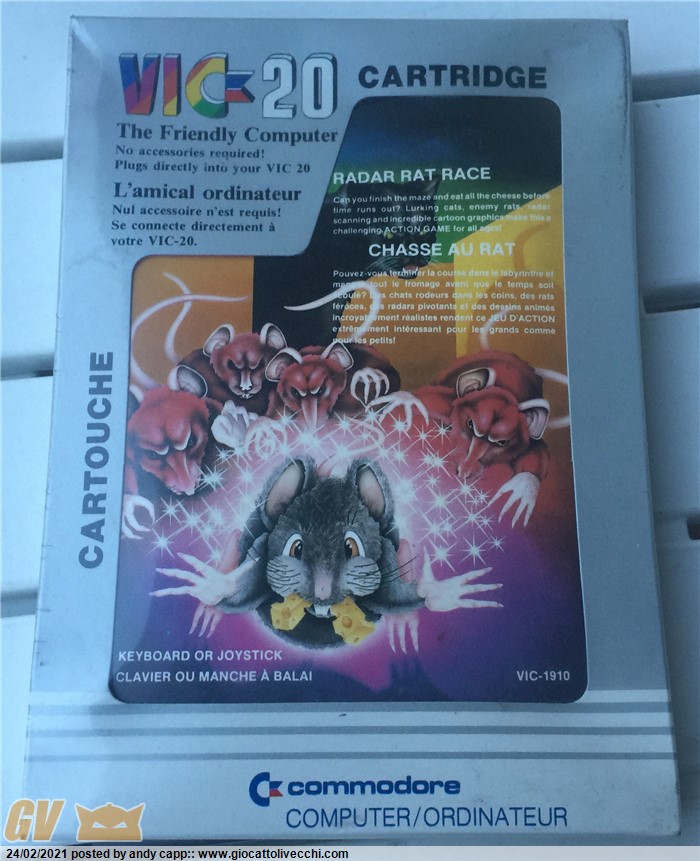 VIC-20 CARTRIDGE
The Friendly Computer
No accessories required!
Plugs directly into your VIC 20
L'amical ordinateur
Nul accessoire n'est requis!
Se connecte directement à
votre VIC-20.
RADAR RAT RACE
Can you finish the maze and eat all the cheese before
time runs out? Lurking cats, enemy rats, radar
scanning and incredible cartoon graphics make this a
challenging ACTION GAME for all ages!
CHASSE AU RAT
Pouvez-vous terminer la course dans le labyrinthe et
manger tout le fromage avant que le temps soit
écoulé? Des chats rodeurs dans les coins, des rats
féroces, des radars pivotants et des dessins animés
incroyablement réalistes rendent ce JEU D'ACTION
extrêmement intéressant pour les grands comme
pour les petits!
CARTOUCHE
KEYBOARD OR JOYSTICK
CLAVIER OU MANCHE À BALAI
VIC-1910
commodore
COMPUTER/ORDINATEUR
GV
24/02/2021 posted by andy capp:: www.giocattolivecchi.com